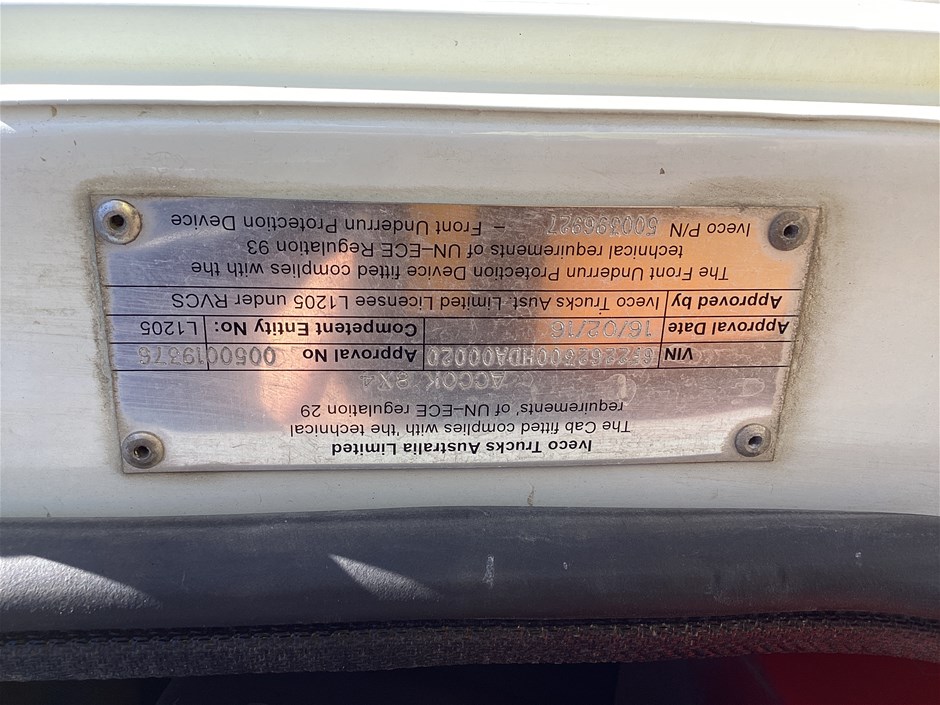 Iveco Trucks Australia Limited
The Cab fitted complies with 'the technical
requirements' of UN-ECE regulation 29
ACCOK 8X4
VIN Approval No
Approval Date 16/02/16 Competent Entity No: L1205
Approved by Iveco Trucks Aust. Limited Licensee L1205 under RVCS
The Front Underrun Protection Device fitted complies with the
technical requirements of UN-ECE Regulation 93
Iveco P/N 500396927 - Front Underrun Protection Device